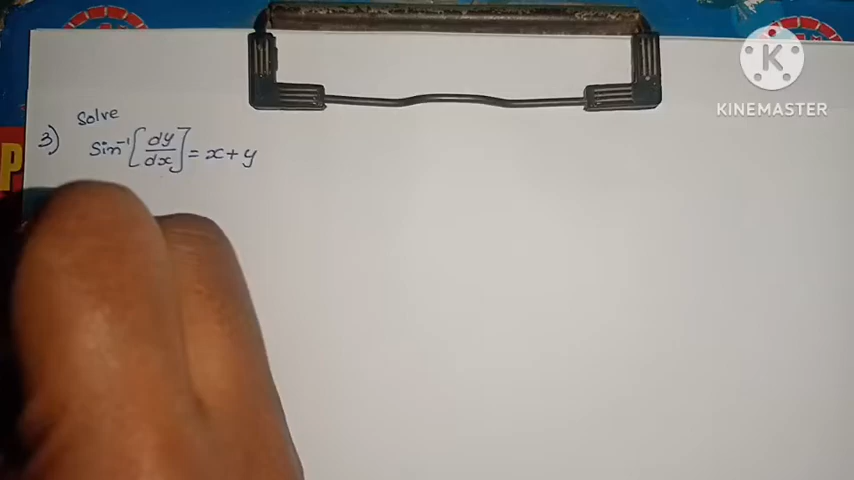 KINEMASTER
Solve
3) Sin⁻¹ [dy/dx] = x + y